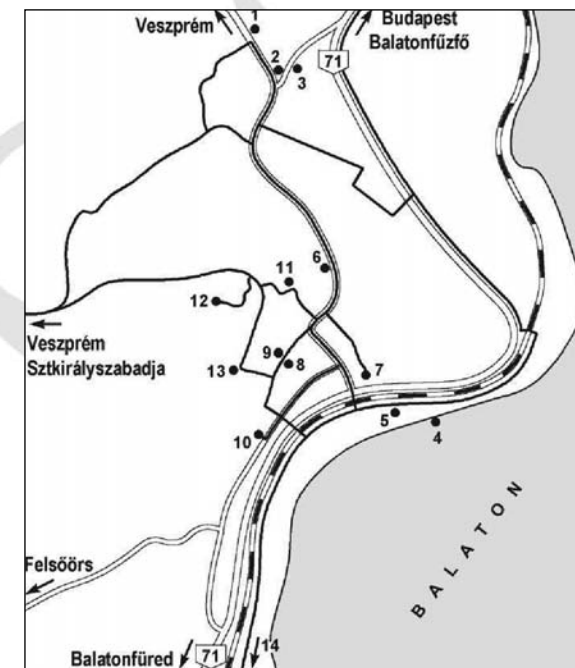 1
Veszprém
Budapest
Balatonfűzfő
2
3
71
6
11
12
Veszprém
Sztkirályszabadja
9
8
13
7
5
4
10
BALATON
Felsőörs
14
Balatonfüred
71